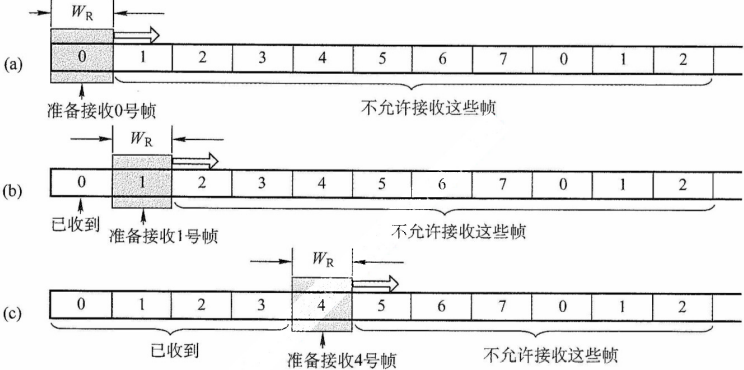 W_R
(a) 0 1 2 3 4 5 6 7 0 1 2
准备接收0号帧 不允许接收这些帧
W_R
(b) 0 1 2 3 4 5 6 7 0 1 2
已收到 准备接收1号帧 不允许接收这些帧
W_R
(c) 0 1 2 3 4 5 6 7 0 1 2
已收到 准备接收4号帧 不允许接收这些帧